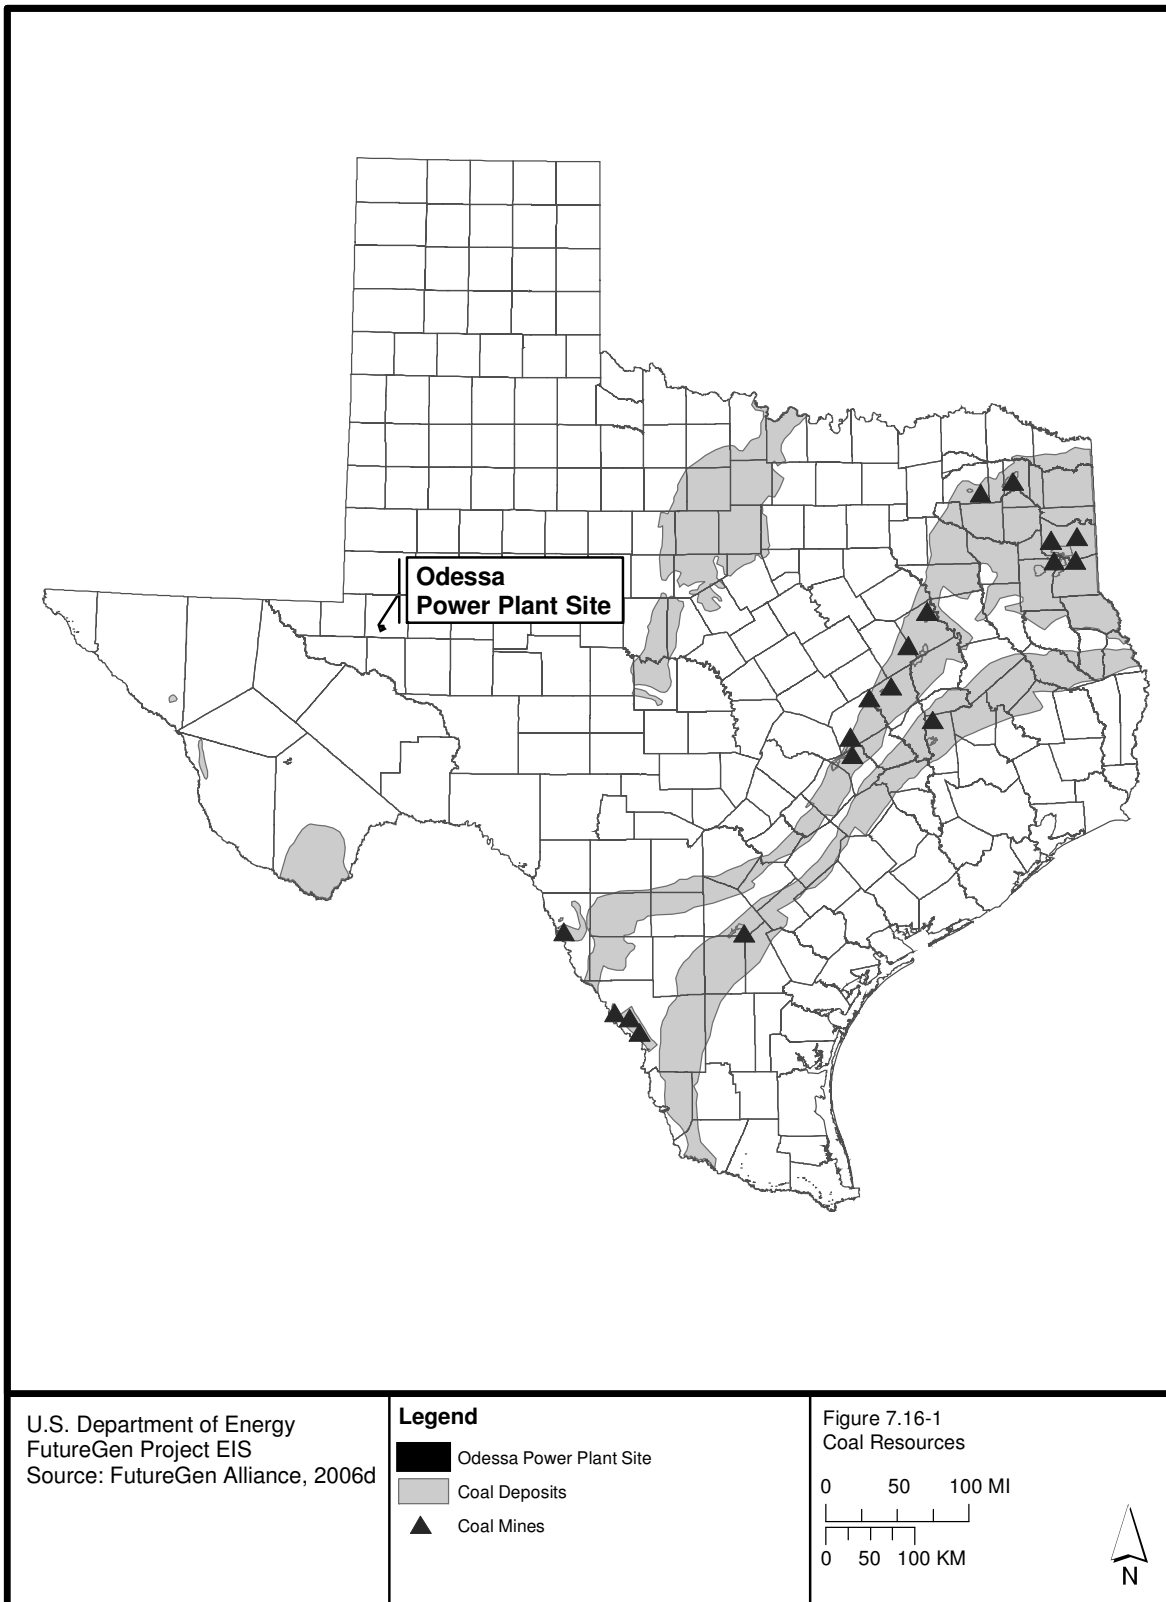 Odessa
Power Plant Site
U.S. Department of Energy
FutureGen Project EIS
Source: FutureGen Alliance, 2006d
Legend
Odessa Power Plant Site
Coal Deposits
Coal Mines
Figure 7.16-1
Coal Resources
0 50 100 MI
0 50 100 KM
N